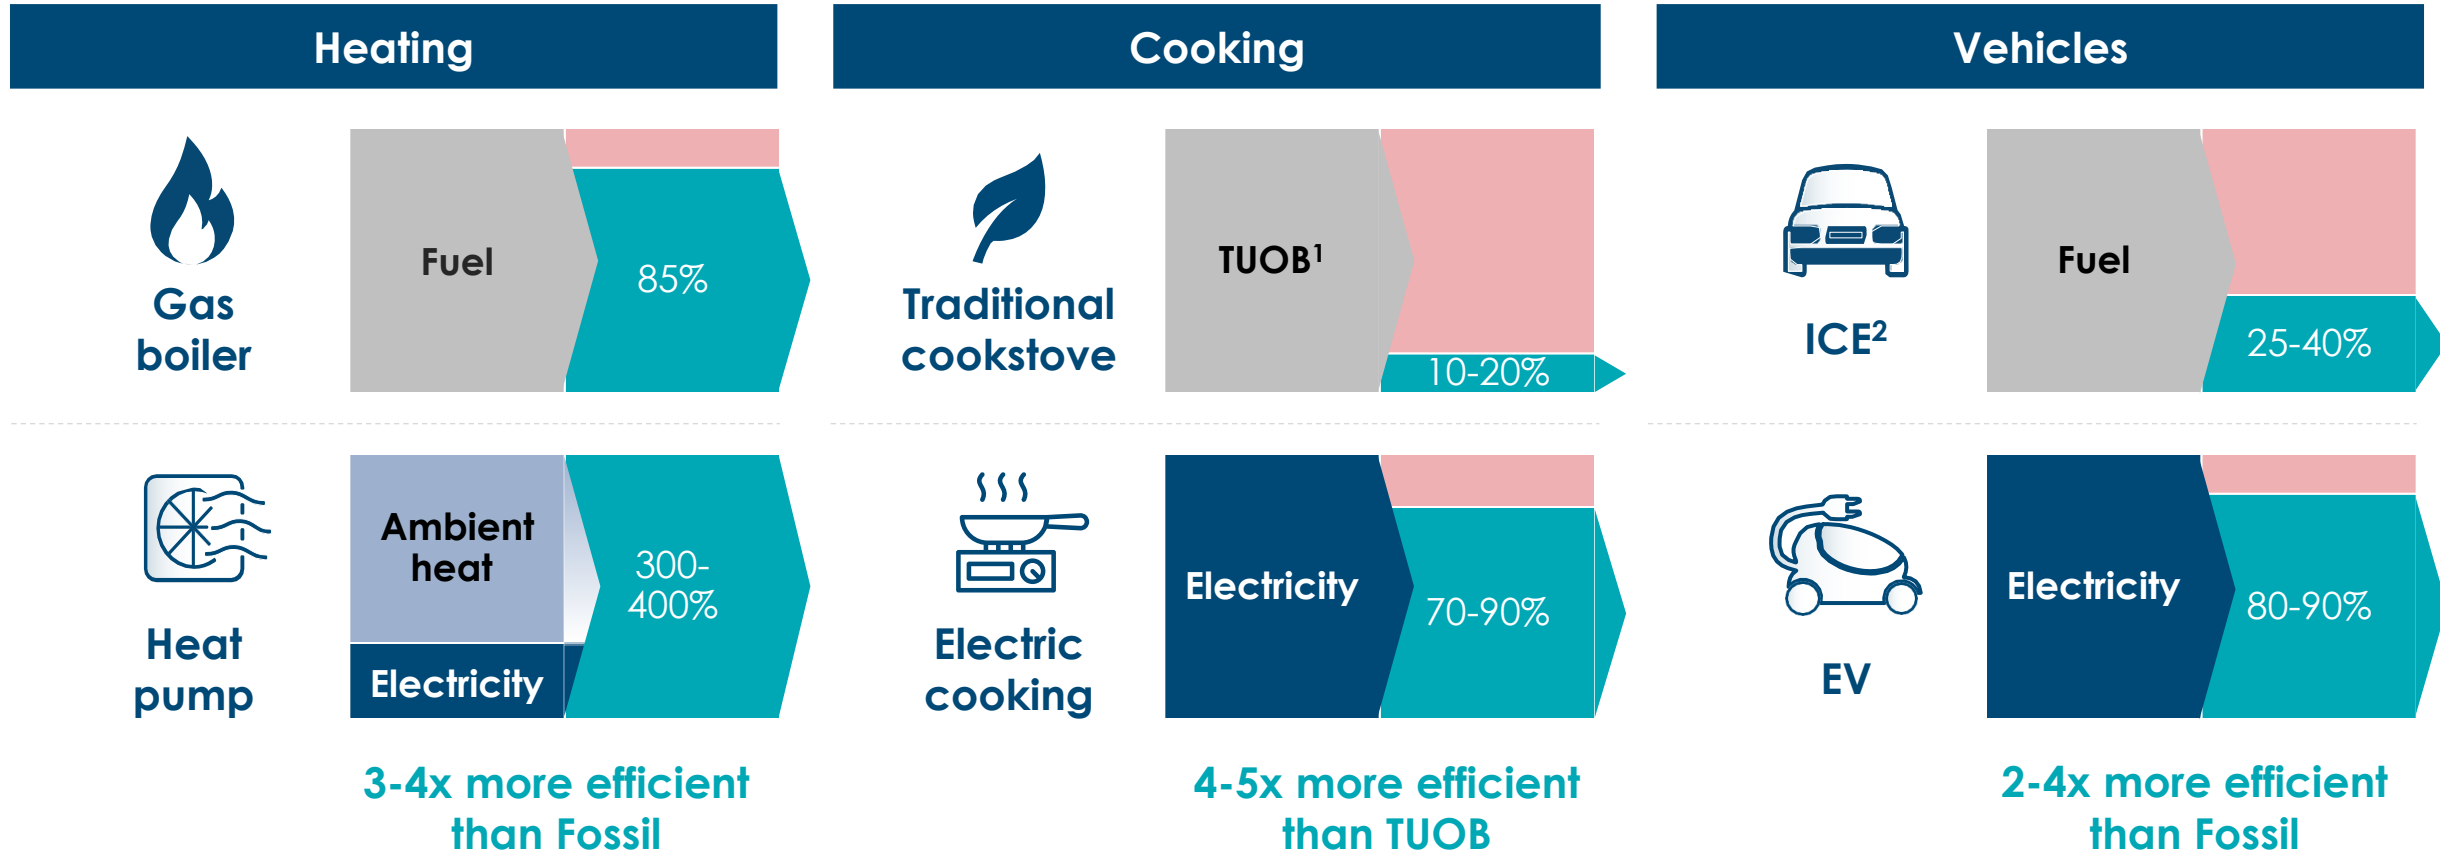 Heating
Gas
boiler
Fuel
85%
Heat
pump
Ambient
heat
Electricity
300-
400%
3-4x more efficient
than Fossil
Cooking
Traditional
cookstove
TUOB¹
10-20%
Electric
cooking
Electricity
70-90%
4-5x more efficient
than TUOB
Vehicles
ICE²
Fuel
25-40%
EV
Electricity
80-90%
2-4x more efficient
than Fossil